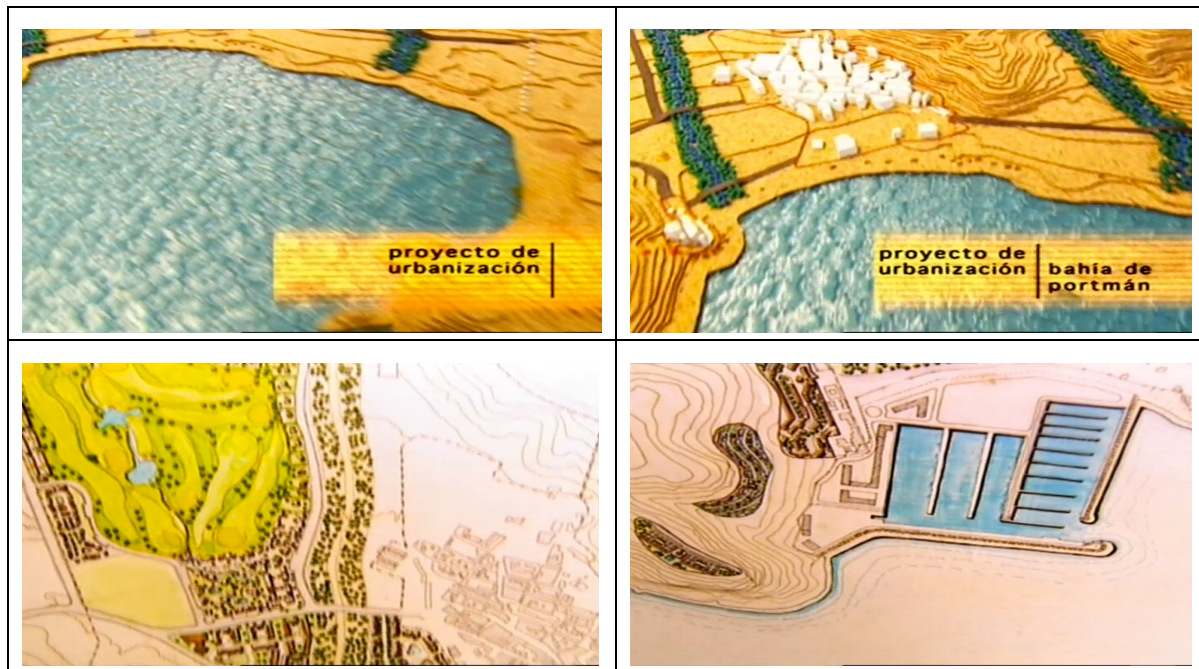 proyecto de
urbanización
proyecto de
urbanización
bahía de
portmán